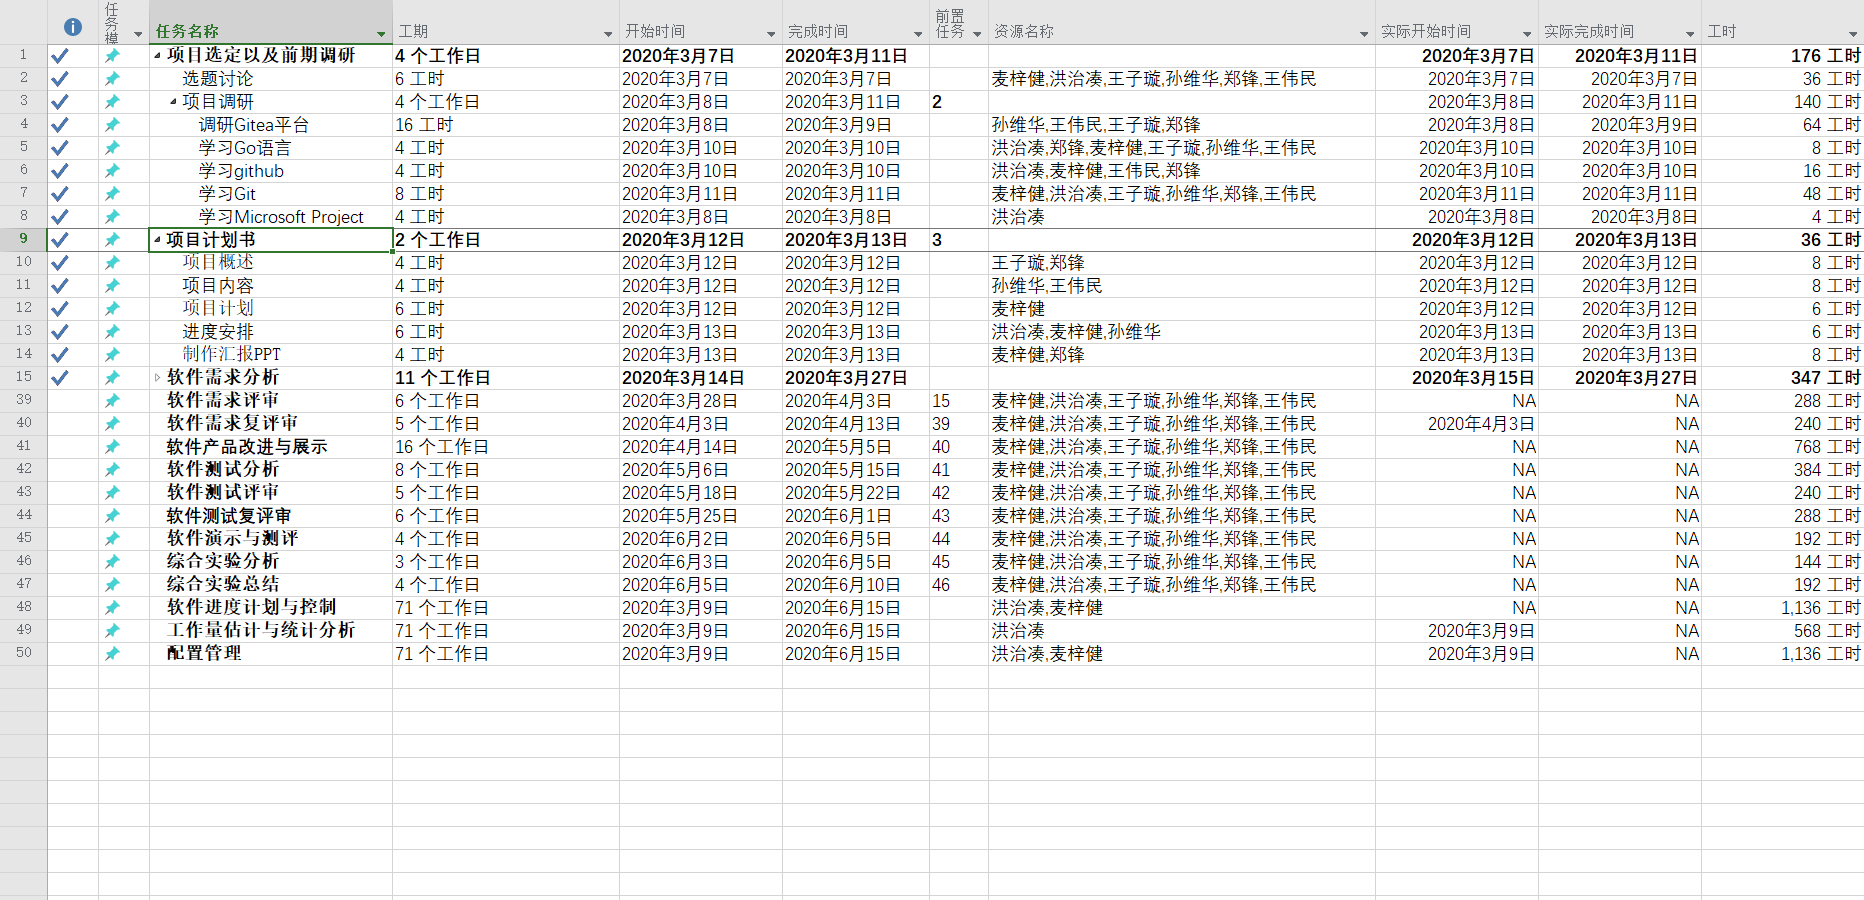 任务模 任务名称 工期 开始时间 完成时间 前置任务 资源名称 实际开始时间 实际完成时间 工时
1 项目选定以及前期调研 4 个工作日 2020年3月7日 2020年3月11日 2020年3月7日 2020年3月11日 176 工时
2 选题讨论 6 工时 2020年3月7日 2020年3月7日 麦梓健,洪治凑,王子璇,孙维华,郑锋,王伟民 2020年3月7日 2020年3月7日 36 工时
3 项目调研 4 个工作日 2020年3月8日 2020年3月11日 2 2020年3月8日 2020年3月11日 140 工时
4 调研Gitea平台 16 工时 2020年3月8日 2020年3月9日 孙维华,王伟民,王子璇,郑锋 2020年3月8日 2020年3月9日 64 工时
5 学习Go语言 4 工时 2020年3月10日 2020年3月10日 洪治凑,郑锋,麦梓健,王子璇,孙维华,王伟民 2020年3月10日 2020年3月10日 8 工时
6 学习github 4 工时 2020年3月10日 2020年3月10日 洪治凑,麦梓健,王伟民,郑锋 2020年3月10日 2020年3月10日 16 工时
7 学习Git 8 工时 2020年3月11日 2020年3月11日 麦梓健,洪治凑,王子璇,孙维华,郑锋,王伟民 2020年3月11日 2020年3月11日 48 工时
8 学习Microsoft Project 4 工时 2020年3月8日 2020年3月8日 洪治凑 2020年3月8日 2020年3月8日 4 工时
9 项目计划书 2 个工作日 2020年3月12日 2020年3月13日 3 2020年3月12日 2020年3月13日 36 工时
10 项目概述 4 工时 2020年3月12日 2020年3月12日 王子璇,郑锋 2020年3月12日 2020年3月12日 8 工时
11 项目内容 4 工时 2020年3月12日 2020年3月12日 孙维华,王伟民 2020年3月12日 2020年3月12日 8 工时
12 项目计划 6 工时 2020年3月12日 2020年3月12日 麦梓健 2020年3月12日 2020年3月12日 6 工时
13 进度安排 6 工时 2020年3月13日 2020年3月13日 洪治凑,麦梓健,孙维华 2020年3月13日 2020年3月13日 6 工时
14 制作汇报PPT 4 工时 2020年3月13日 2020年3月13日 麦梓健,郑锋 2020年3月13日 2020年3月13日 8 工时
15 软件需求分析 11 个工作日 2020年3月14日 2020年3月27日 2020年3月15日 2020年3月27日 347 工时
39 软件需求评审 6 个工作日 2020年3月28日 2020年4月3日 15 麦梓健,洪治凑,王子璇,孙维华,郑锋,王伟民 NA NA 288 工时
40 软件需求复评审 5 个工作日 2020年4月3日 2020年4月13日 39 麦梓健,洪治凑,王子璇,孙维华,郑锋,王伟民 2020年4月3日 NA 240 工时
41 软件产品改进与展示 16 个工作日 2020年4月14日 2020年5月5日 40 麦梓健,洪治凑,王子璇,孙维华,郑锋,王伟民 NA NA 768 工时
42 软件测试分析 8 个工作日 2020年5月6日 2020年5月15日 41 麦梓健,洪治凑,王子璇,孙维华,郑锋,王伟民 NA NA 384 工时
43 软件测试评审 5 个工作日 2020年5月18日 2020年5月22日 42 麦梓健,洪治凑,王子璇,孙维华,郑锋,王伟民 NA NA 240 工时
44 软件测试复评审 6 个工作日 2020年5月25日 2020年6月1日 43 麦梓健,洪治凑,王子璇,孙维华,郑锋,王伟民 NA NA 288 工时
45 软件演示与测评 4 个工作日 2020年6月2日 2020年6月5日 44 麦梓健,洪治凑,王子璇,孙维华,郑锋,王伟民 NA NA 192 工时
46 综合实验分析 3 个工作日 2020年6月3日 2020年6月5日 45 麦梓健,洪治凑,王子璇,孙维华,郑锋,王伟民 NA NA 144 工时
47 综合实验总结 4 个工作日 2020年6月5日 2020年6月10日 46 麦梓健,洪治凑,王子璇,孙维华,郑锋,王伟民 NA NA 192 工时
48 软件进度计划与控制 71 个工作日 2020年3月9日 2020年6月15日 洪治凑,麦梓健 NA NA 1,136 工时
49 工作量估计与统计分析 71 个工作日 2020年3月9日 2020年6月15日 洪治凑 2020年3月9日 NA 568 工时
50 配置管理 71 个工作日 2020年3月9日 2020年6月15日 洪治凑,麦梓健 2020年3月9日 NA 1,136 工时